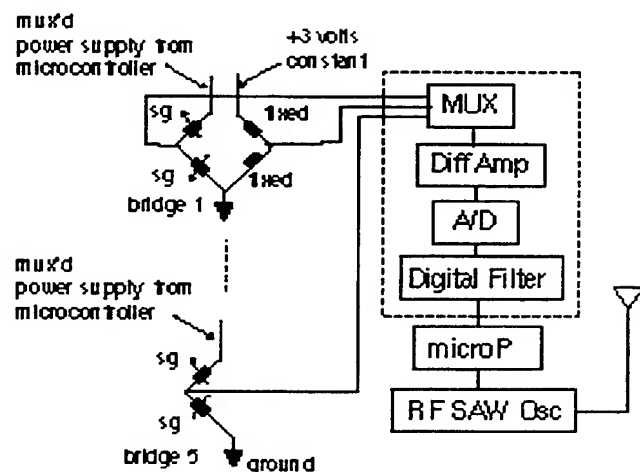 mux'd
power supply from
microcontroller
+3 volts
constant
sg
fixed
sg
fixed
bridge 1
MUX
Diff Amp
A/D
Digital Filter
microP
RF SAW Osc
mux'd
power supply from
microcontroller
sg
sg
bridge 5
ground